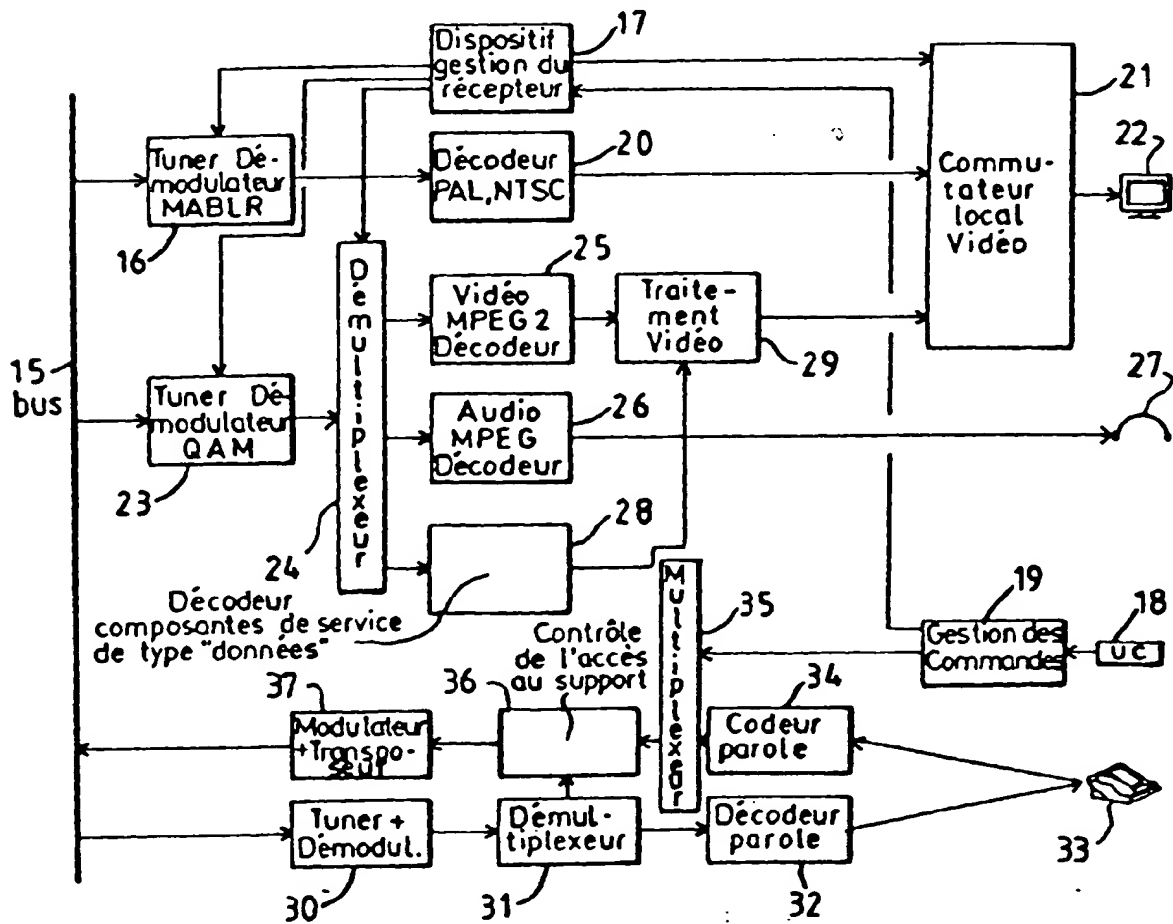 17
Dispositif
gestion du
récepteur
21
Tuner Dé-
modulateur
MABLR
16
20
Décodeur
PAL, NTSC
Commu-
tateur
local
Vidéo
22
Démultiplexeur
24
25
Vidéo
MPEG 2
Décodeur
Traite-
ment
Vidéo
29
15
bus
Tuner Dé-
modulateur
QAM
23
26
Audio
MPEG
Décodeur
27
28
Décodeur
composantes de service
de type "données"
Multiplexeur
35
19
Gestion des
Commandes
18
UC
Contrôle
de l'accès
au support
36
37
Modulateur
+Transpo-
seur
34
Codeur
parole
Tuner +
Démodul.
30
Démul-
tiplexeur
31
Décodeur
parole
32
33